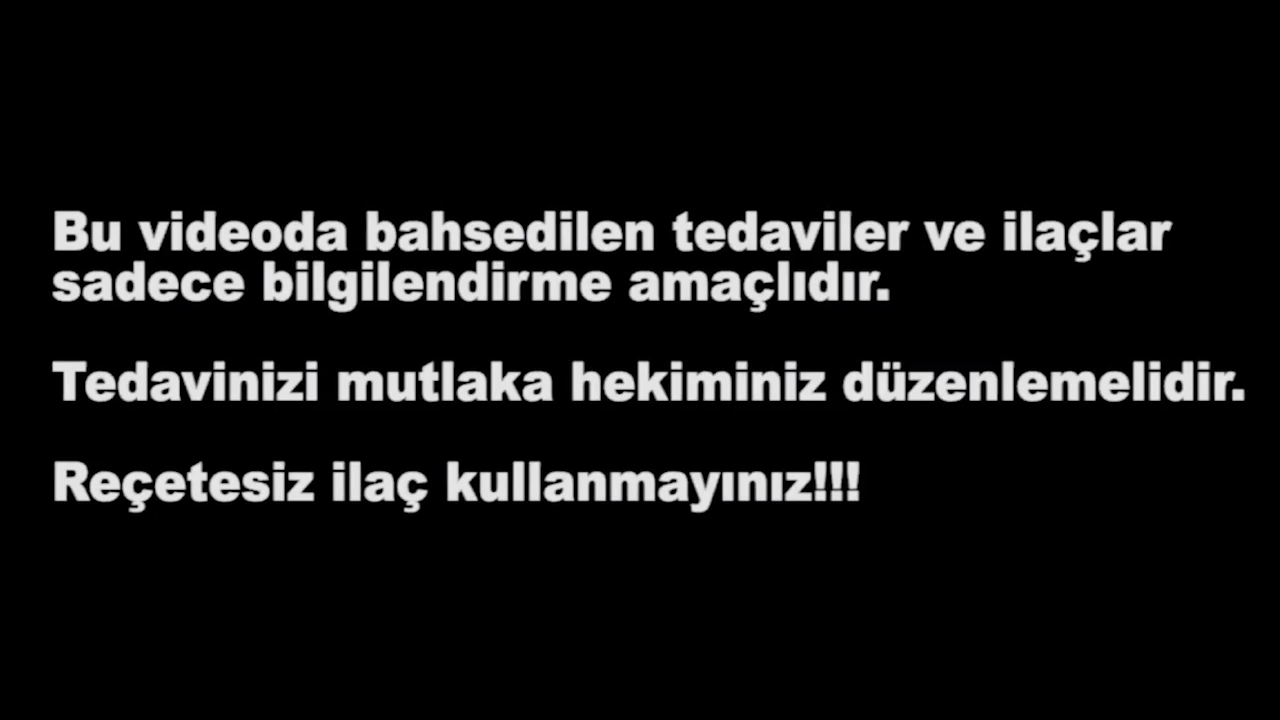 Bu videoda bahsedilen tedaviler ve ilaçlar
sadece bilgilendirme amaçlıdır.
Tedavinizi mutlaka hekiminiz düzenlemelidir.
Reçetesiz ilaç kullanmayınız!!!